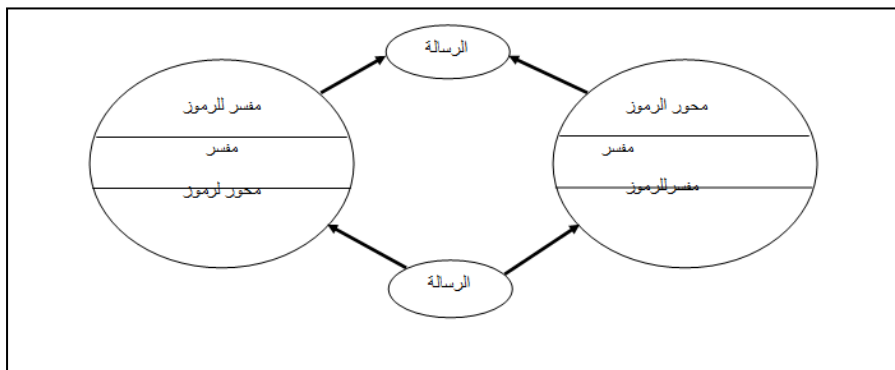 الرسالة
محور الرموز
مفسر
مفسرللرموز
مفسر للرموز
مفسر
محور لرموز
الرسالة